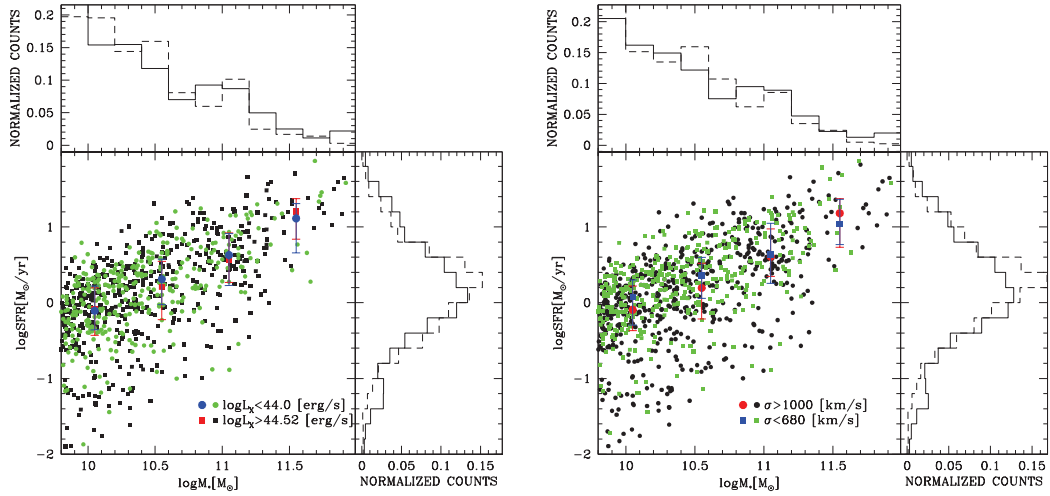 NORMALIZED COUNTS
0.2
0.15
0.1
0.05
0
logSFR[M⊙/yr]
1
0
-1
-2
logLX<44.0 [erg/s]
logLX>44.52 [erg/s]
10
10.5
11
11.5
logM*[M⊙]
0
0.05
0.1
0.15
NORMALIZED COUNTS
NORMALIZED COUNTS
0.2
0.15
0.1
0.05
0
logSFR[M⊙/yr]
1
0
-1
-2
σ>1000 [km/s]
σ<680 [km/s]
10
10.5
11
11.5
logM*[M⊙]
0
0.05
0.1
0.15
NORMALIZED COUNTS